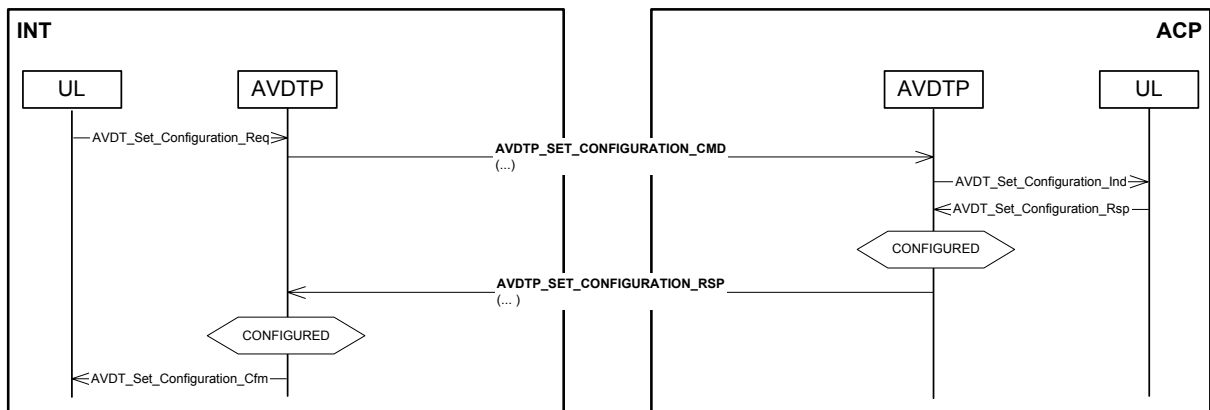 INT
ACP
UL
AVDTP
AVDTP
UL
AVDT_Set_Configuration_Req
AVDTP_SET_CONFIGURATION_CMD
(...)
AVDT_Set_Configuration_Ind
AVDT_Set_Configuration_Rsp
CONFIGURED
AVDTP_SET_CONFIGURATION_RSP
(... )
CONFIGURED
AVDT_Set_Configuration_Cfm